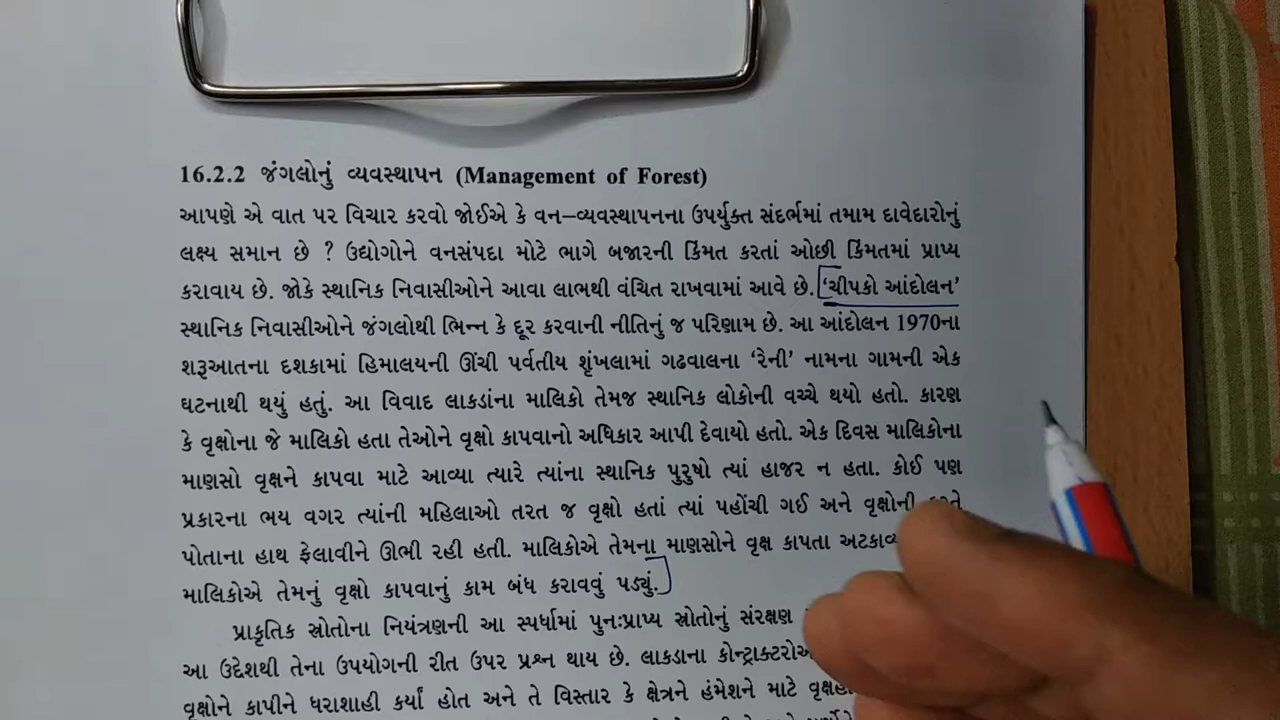 16.2.2 જંગલોનું વ્યવસ્થાપન (Management of Forest)
આપણે એ વાત પર વિચાર કરવો જોઈએ કે વન–વ્યવસ્થાપનના ઉપર્યુક્ત સંદર્ભમાં તમામ દાવેદારોનું
લક્ષ્ય સમાન છે ? ઉદ્યોગોને વનસંપદા મોટે ભાગે બજારની કિંમત કરતાં ઓછી કિંમતમાં પ્રાપ્ય
કરાવાય છે. જોકે સ્થાનિક નિવાસીઓને આવા લાભથી વંચિત રાખવામાં આવે છે. ‘ચીપકો આંદોલન’
સ્થાનિક નિવાસીઓને જંગલોથી ભિન્ન કે દૂર કરવાની નીતિનું જ પરિણામ છે. આ આંદોલન 1970ના
શરૂઆતના દશકામાં હિમાલયની ઊંચી પર્વતીય શૃંખલામાં ગઢવાલના ‘રેની’ નામના ગામની એક
ઘટનાથી થયું હતું. આ વિવાદ લાકડાંના માલિકો તેમજ સ્થાનિક લોકોની વચ્ચે થયો હતો. કારણ
કે વૃક્ષોના જે માલિકો હતા તેઓને વૃક્ષો કાપવાનો અધિકાર આપી દેવાયો હતો. એક દિવસ માલિકોના
માણસો વૃક્ષને કાપવા માટે આવ્યા ત્યારે ત્યાંના સ્થાનિક પુરુષો ત્યાં હાજર ન હતા. કોઈ પણ
પ્રકારના ભય વગર ત્યાંની મહિલાઓ તરત જ વૃક્ષો હતાં ત્યાં પહોંચી ગઈ અને વૃક્ષોની
પોતાના હાથ ફેલાવીને ઊભી રહી હતી. માલિકોએ તેમના માણસોને વૃક્ષ કાપતા
માલિકોએ તેમનું વૃક્ષો કાપવાનું કામ બંધ કરાવવું પડ્યું.
પ્રાકૃતિક સ્રોતોના નિયંત્રણની આ સ્પર્ધામાં પુનઃપ્રાપ્ય સ્રોતોનું સંરક્ષણ
આ ઉદેશથી તેના ઉપયોગની રીત ઉપર પ્રશ્ન થાય છે. લાકડાના
વૃક્ષોને કાપીને ધરાશાહી કર્યાં હોત અને તે વિસ્તાર કે ક્ષેત્રને હંમેશને માટે